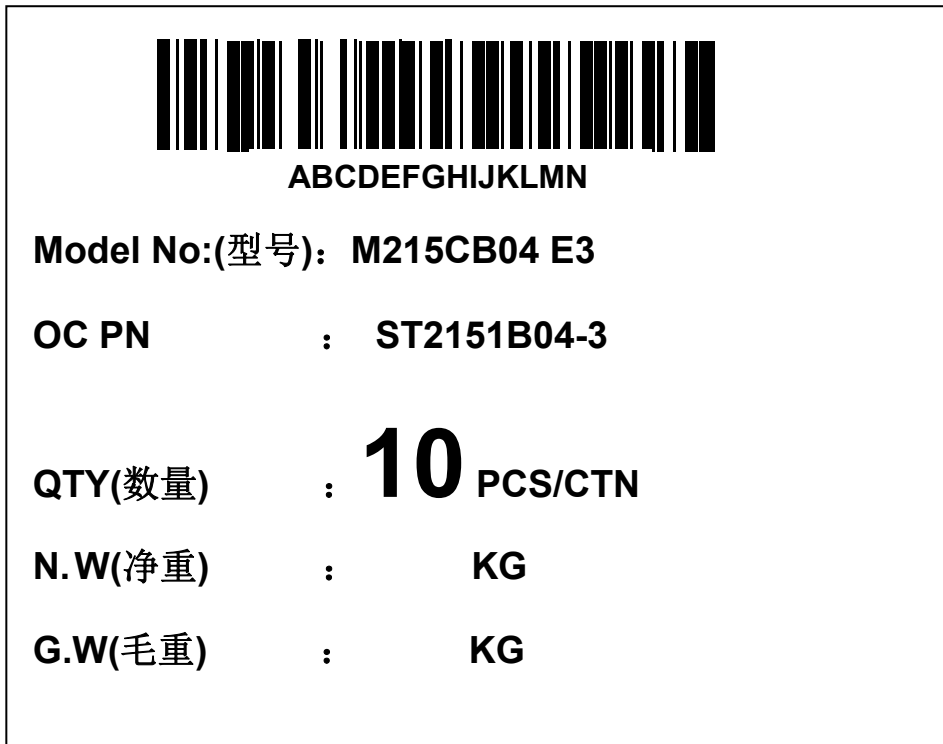 ABCDEFGHIJKLMN
Model No:(型号)：M215CB04 E3
OC PN ： ST2151B04-3
QTY(数量) ：10 PCS/CTN
N.W(净重) ： KG
G.W(毛重) ： KG